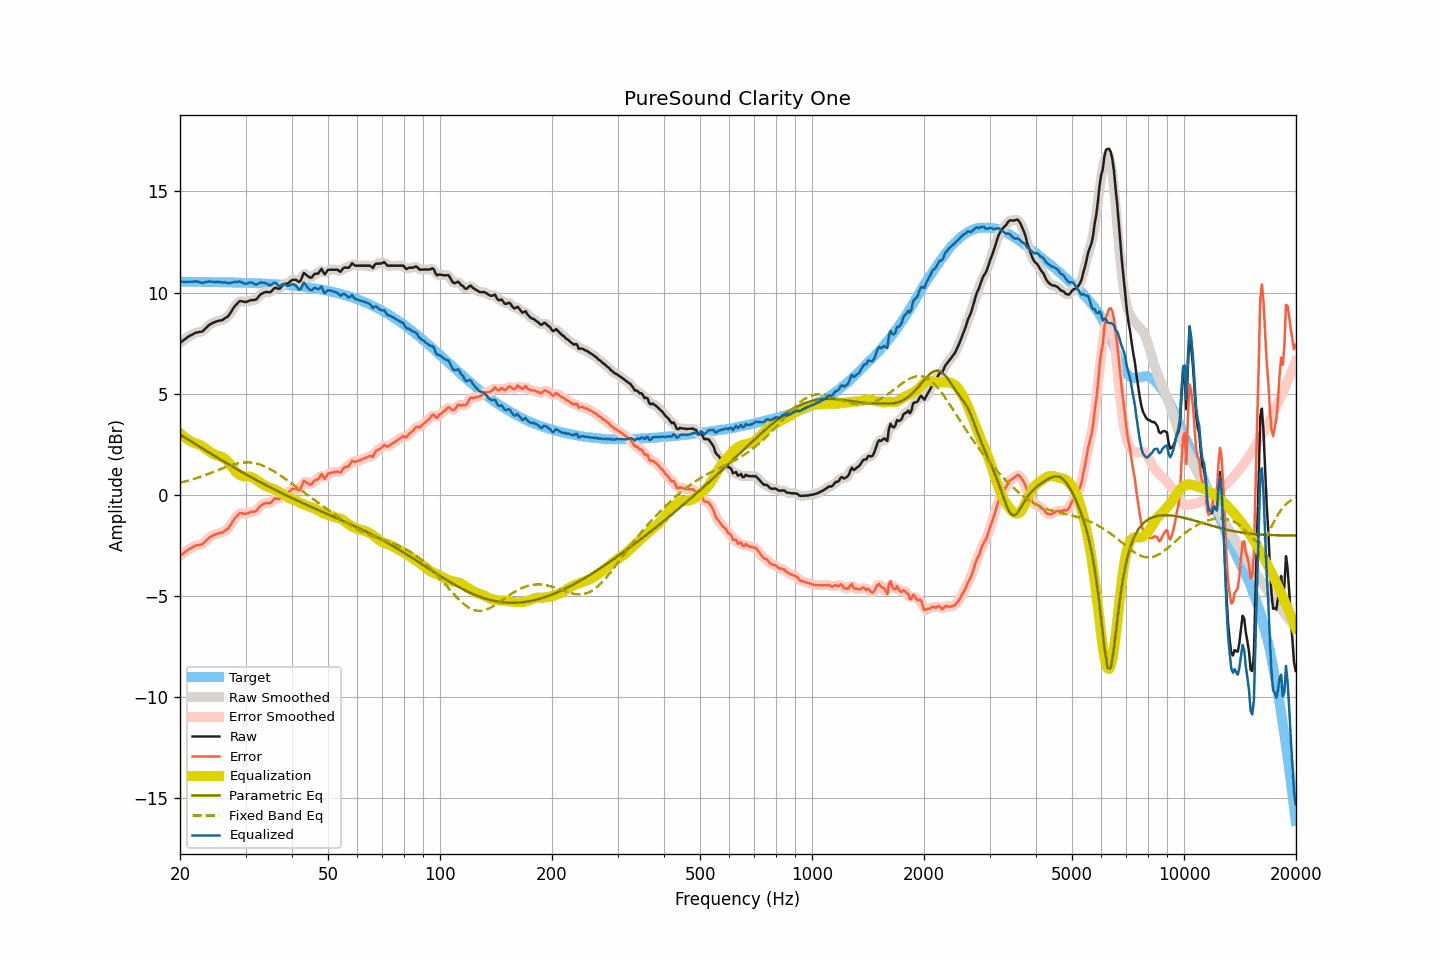 PureSound Clarity One
Amplitude (dBr)
15
10
5
0
−5
−10
−15
Target
Raw Smoothed
Error Smoothed
Raw
Error
Equalization
Parametric Eq
Fixed Band Eq
Equalized
20 50 100 200 500 1000 2000 5000 10000 20000
Frequency (Hz)